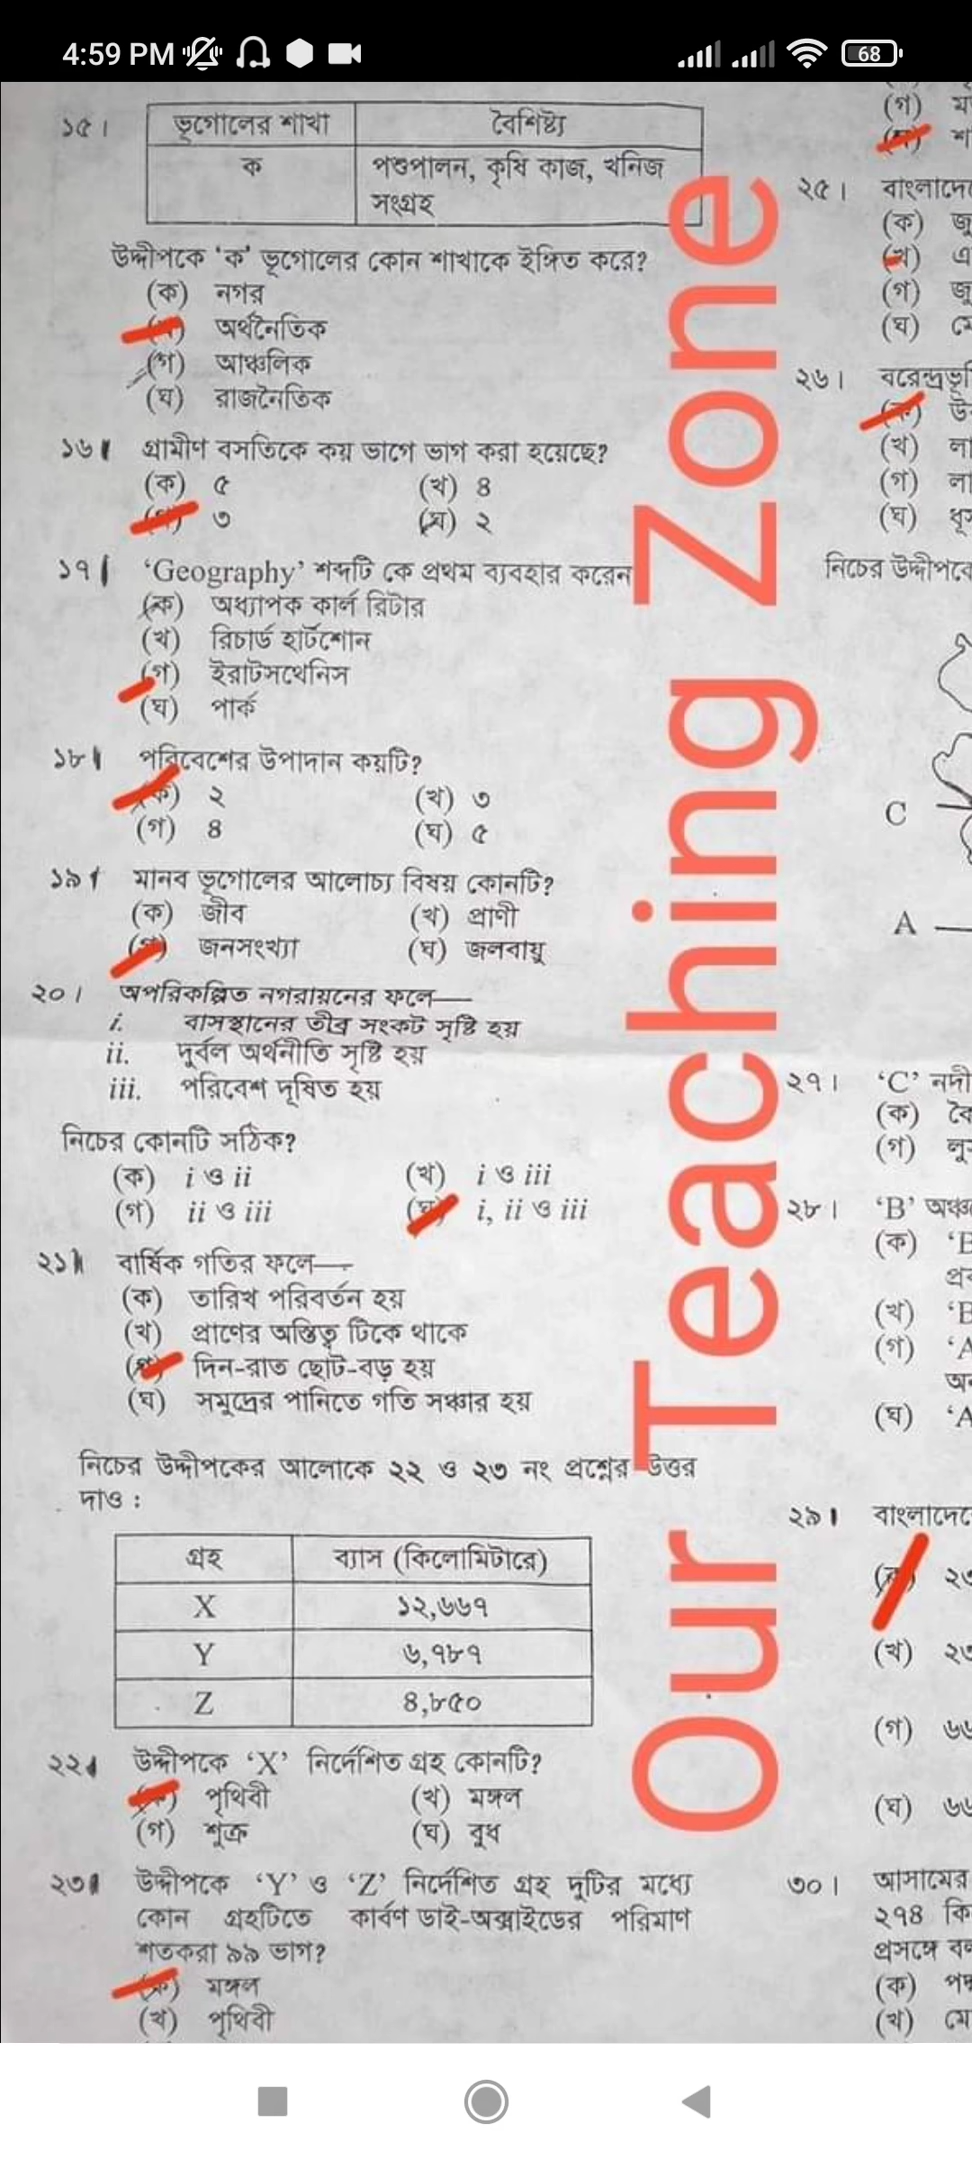 4:59 PM
68
১৫। ভূগোলের শাখা বৈশিষ্ট্য
ক পশুপালন, কৃষি কাজ, খনিজ
সংগ্রহ
উদ্দীপকে ‘ক’ ভূগোলের কোন শাখাকে ইঙ্গিত করে?
(ক) নগর
অর্থনৈতিক
(গ) আঞ্চলিক
(ঘ) রাজনৈতিক
১৬। গ্রামীণ বসতিকে কয় ভাগে ভাগ করা হয়েছে?
(ক) ৫ (খ) ৪
(গ) ৩ (ঘ) ২
১৭। ‘Geography’ শব্দটি কে প্রথম ব্যবহার করেন
(ক) অধ্যাপক কার্ল রিটার
(খ) রিচার্ড হার্টশোন
(গ) ইরাটসথেনিস
(ঘ) পার্ক
১৮। পরিবেশের উপাদান কয়টি?
(ক) ২ (খ) ৩
(গ) ৪ (ঘ) ৫
১৯। মানব ভূগোলের আলোচ্য বিষয় কোনটি?
(ক) জীব (খ) প্রাণী
(গ) জনসংখ্যা (ঘ) জলবায়ু
২০। অপরিকল্পিত নগরায়নের ফলে—
i. বাসস্থানের তীব্র সংকট সৃষ্টি হয়
ii. দুর্বল অর্থনীতি সৃষ্টি হয়
iii. পরিবেশ দূষিত হয়
নিচের কোনটি সঠিক?
(ক) i ও ii (খ) i ও iii
(গ) ii ও iii (ঘ) i, ii ও iii
২১। বার্ষিক গতির ফলে—
(ক) তারিখ পরিবর্তন হয়
(খ) প্রাণের অস্তিত্ব টিকে থাকে
(গ) দিন-রাত ছোট-বড় হয়
(ঘ) সমুদ্রের পানিতে গতি সঞ্চার হয়
নিচের উদ্দীপকের আলোকে ২২ ও ২৩ নং প্রশ্নের উত্তর
দাও :
গ্রহ ব্যাস (কিলোমিটারে)
X ১২,৬৬৭
Y ৬,৭৮৭
Z ৪,৮৫০
২২। উদ্দীপকে ‘X’ নির্দেশিত গ্রহ কোনটি?
(ক) পৃথিবী (খ) মঙ্গল
(গ) শুক্র (ঘ) বুধ
২৩। উদ্দীপকে ‘Y’ ও ‘Z’ নির্দেশিত গ্রহ দুটির মধ্যে
কোন গ্রহটিতে কার্বণ ডাই-অক্সাইডের পরিমাণ
শতকরা ৯৯ ভাগ?
(ক) মঙ্গল
(খ) পৃথিবী
Our Teaching Zone
(গ)
২৫।
(ক)
(খ)
(গ)
(ঘ)
২৬।
(খ)
(গ)
(ঘ)
নিচের
C
A
২৭। ‘C’ নদী
(ক)
(গ)
২৮। ‘B’
(ক)
(খ)
(গ)
(ঘ)
২৯।
(খ)
(গ)
(ঘ)
৩০। আসামের
২৭৪ কি
প্রসঙ্গে
(ক)
(খ)